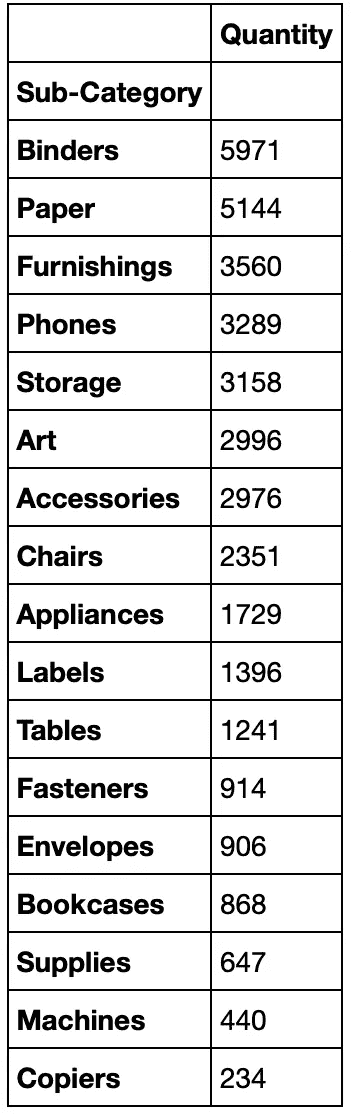 Quantity
Sub-Category
Binders 5971
Paper 5144
Furnishings 3560
Phones 3289
Storage 3158
Art 2996
Accessories 2976
Chairs 2351
Appliances 1729
Labels 1396
Tables 1241
Fasteners 914
Envelopes 906
Bookcases 868
Supplies 647
Machines 440
Copiers 234